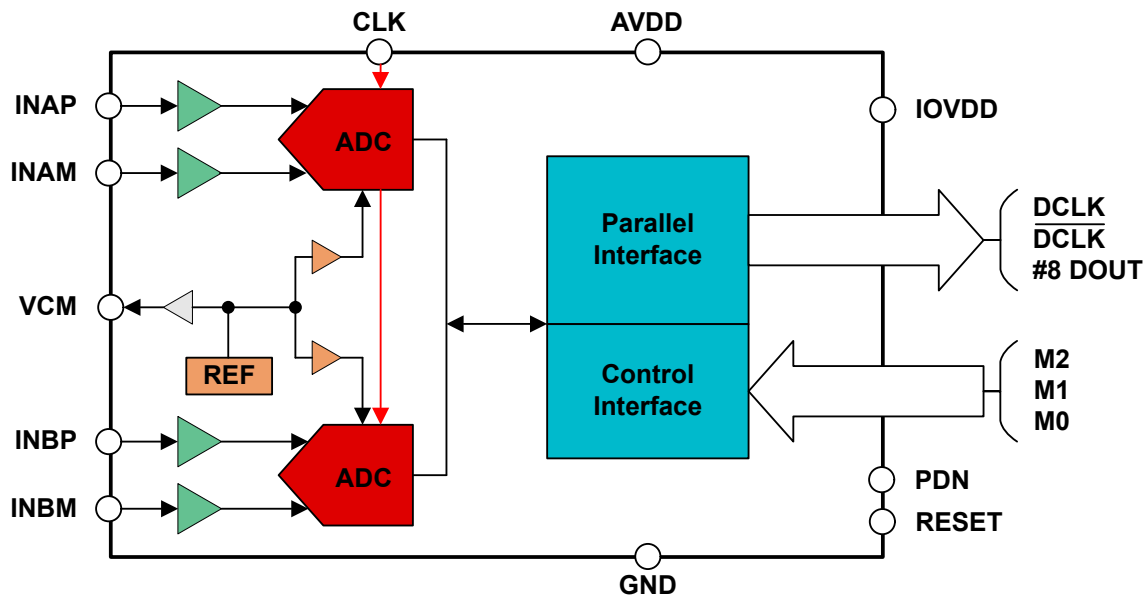 CLK
AVDD
INAP
INAM
ADC
IOVDD
Parallel
Interface
DCLK
DCLK
#8 DOUT
VCM
REF
Control
Interface
M2
M1
M0
INBP
INBM
ADC
PDN
RESET
GND